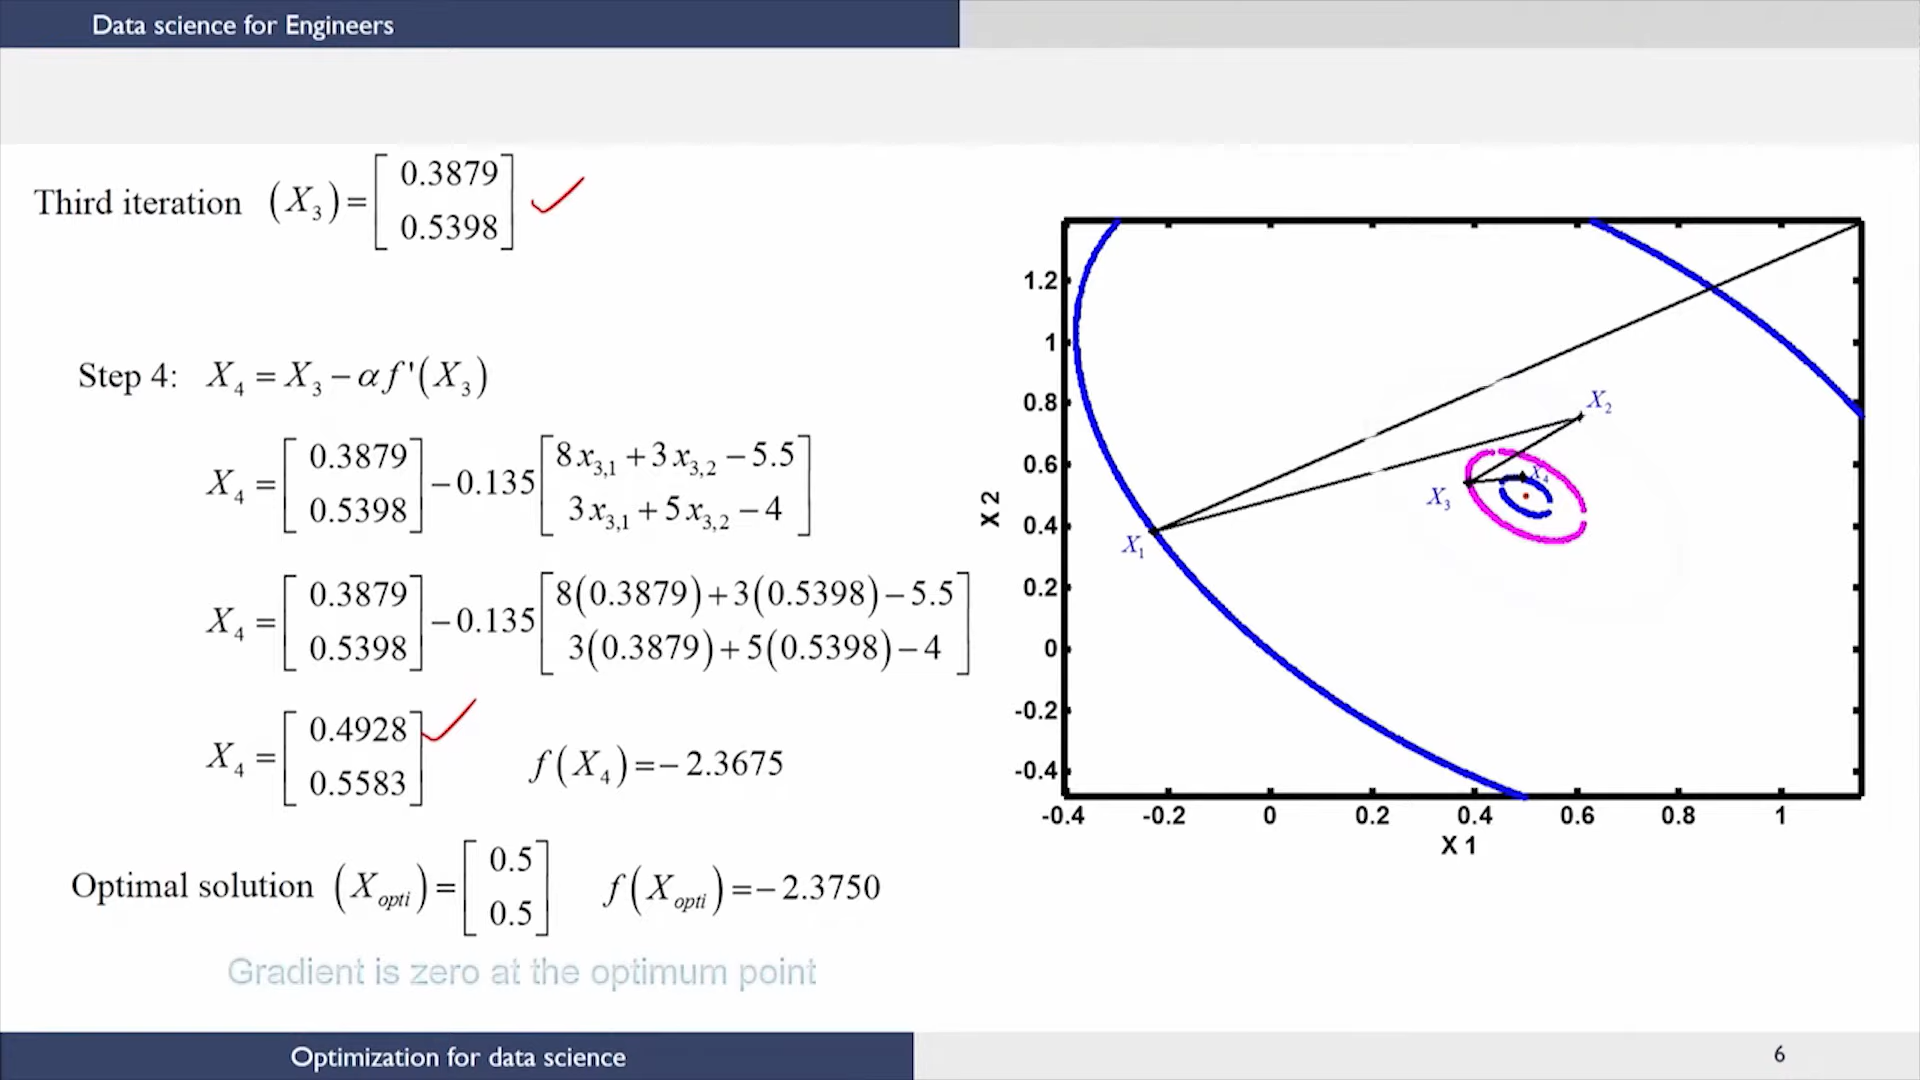 Data science for Engineers
Third iteration (X₃) = [0.3879
0.5398]
Step 4: X₄ = X₃ − αf'(X₃)
X₄ = [0.3879
0.5398] − 0.135 [8x₃,₁ + 3x₃,₂ − 5.5
3x₃,₁ + 5x₃,₂ − 4]
X₄ = [0.3879
0.5398] − 0.135 [8(0.3879) + 3(0.5398) − 5.5
3(0.3879) + 5(0.5398) − 4]
X₄ = [0.4928
0.5583] f(X₄) = −2.3675
Optimal solution (X_opti) = [0.5
0.5] f(X_opti) = −2.3750
Gradient is zero at the optimum point
1.2
1
0.8
0.6
0.4
0.2
0
-0.2
-0.4
X 2
X₂
X₄
X₃
X₁
-0.4 -0.2 0 0.2 0.4 0.6 0.8 1
X 1
Optimization for data science
6